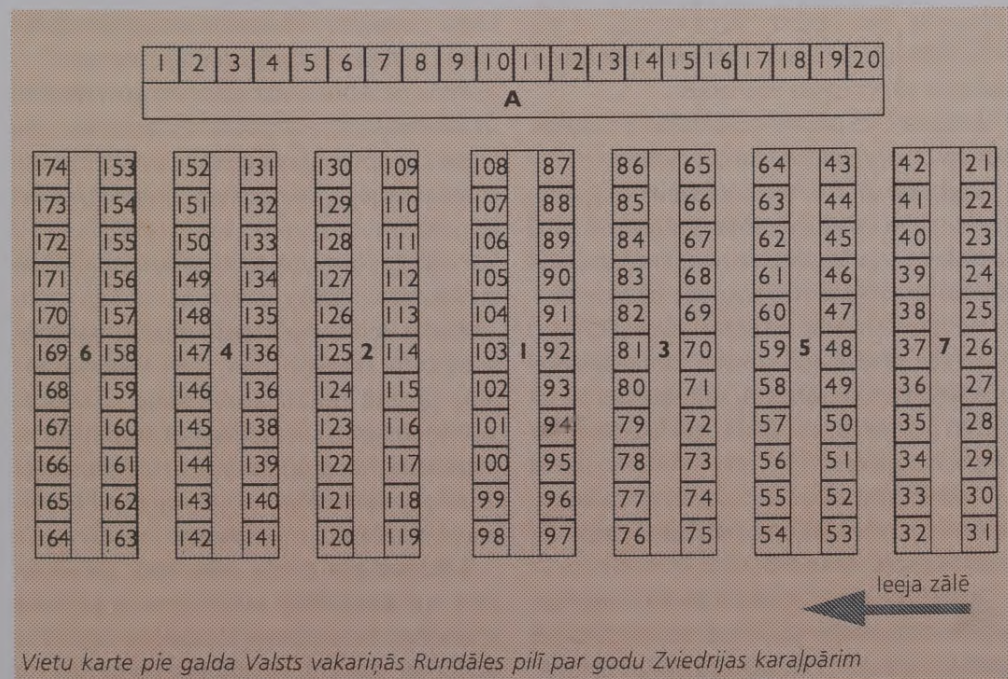 1 2 3 4 5 6 7 8 9 10 11 12 13 14 15 16 17 18 19 20
A
174 153 152 131 130 109 108 87 86 65 64 43 42 21
173 154 151 132 129 110 107 88 85 66 63 44 41 22
172 155 150 133 128 111 106 89 84 67 62 45 40 23
171 156 149 134 127 112 105 90 83 68 61 46 39 24
170 157 148 135 126 113 104 91 82 69 60 47 38 25
169 6 158 147 4 136 125 2 114 103 1 92 81 3 70 59 5 48 37 7 26
168 159 146 136 124 115 102 93 80 71 58 49 36 27
167 160 145 138 123 116 101 94 79 72 57 50 35 28
166 161 144 139 122 117 100 95 78 73 56 51 34 29
165 162 143 140 121 118 99 96 77 74 55 52 33 30
164 163 142 141 120 119 98 97 76 75 54 53 32 31
Ieeja zālē
Vietu karte pie galda Valsts vakariņās Rundāles pilī par godu Zviedrijas karaļpārim